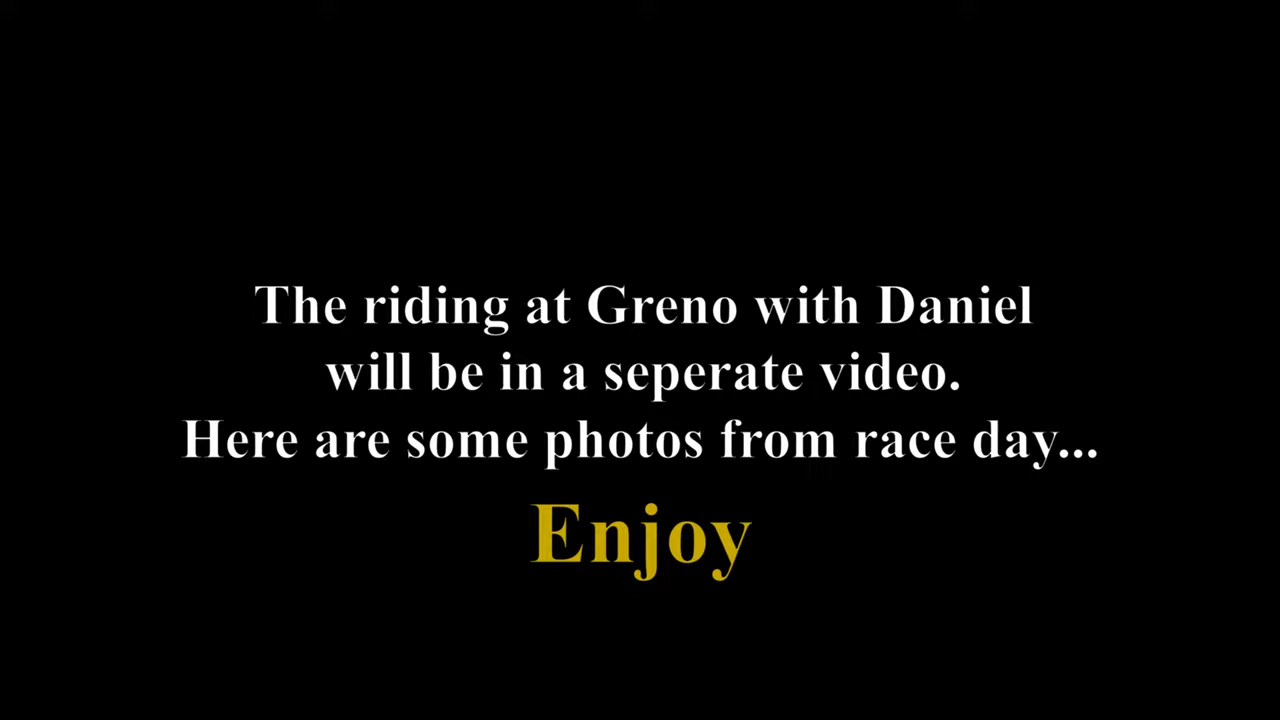 The riding at Greno with Daniel
will be in a seperate video.
Here are some photos from race day...
Enjoy